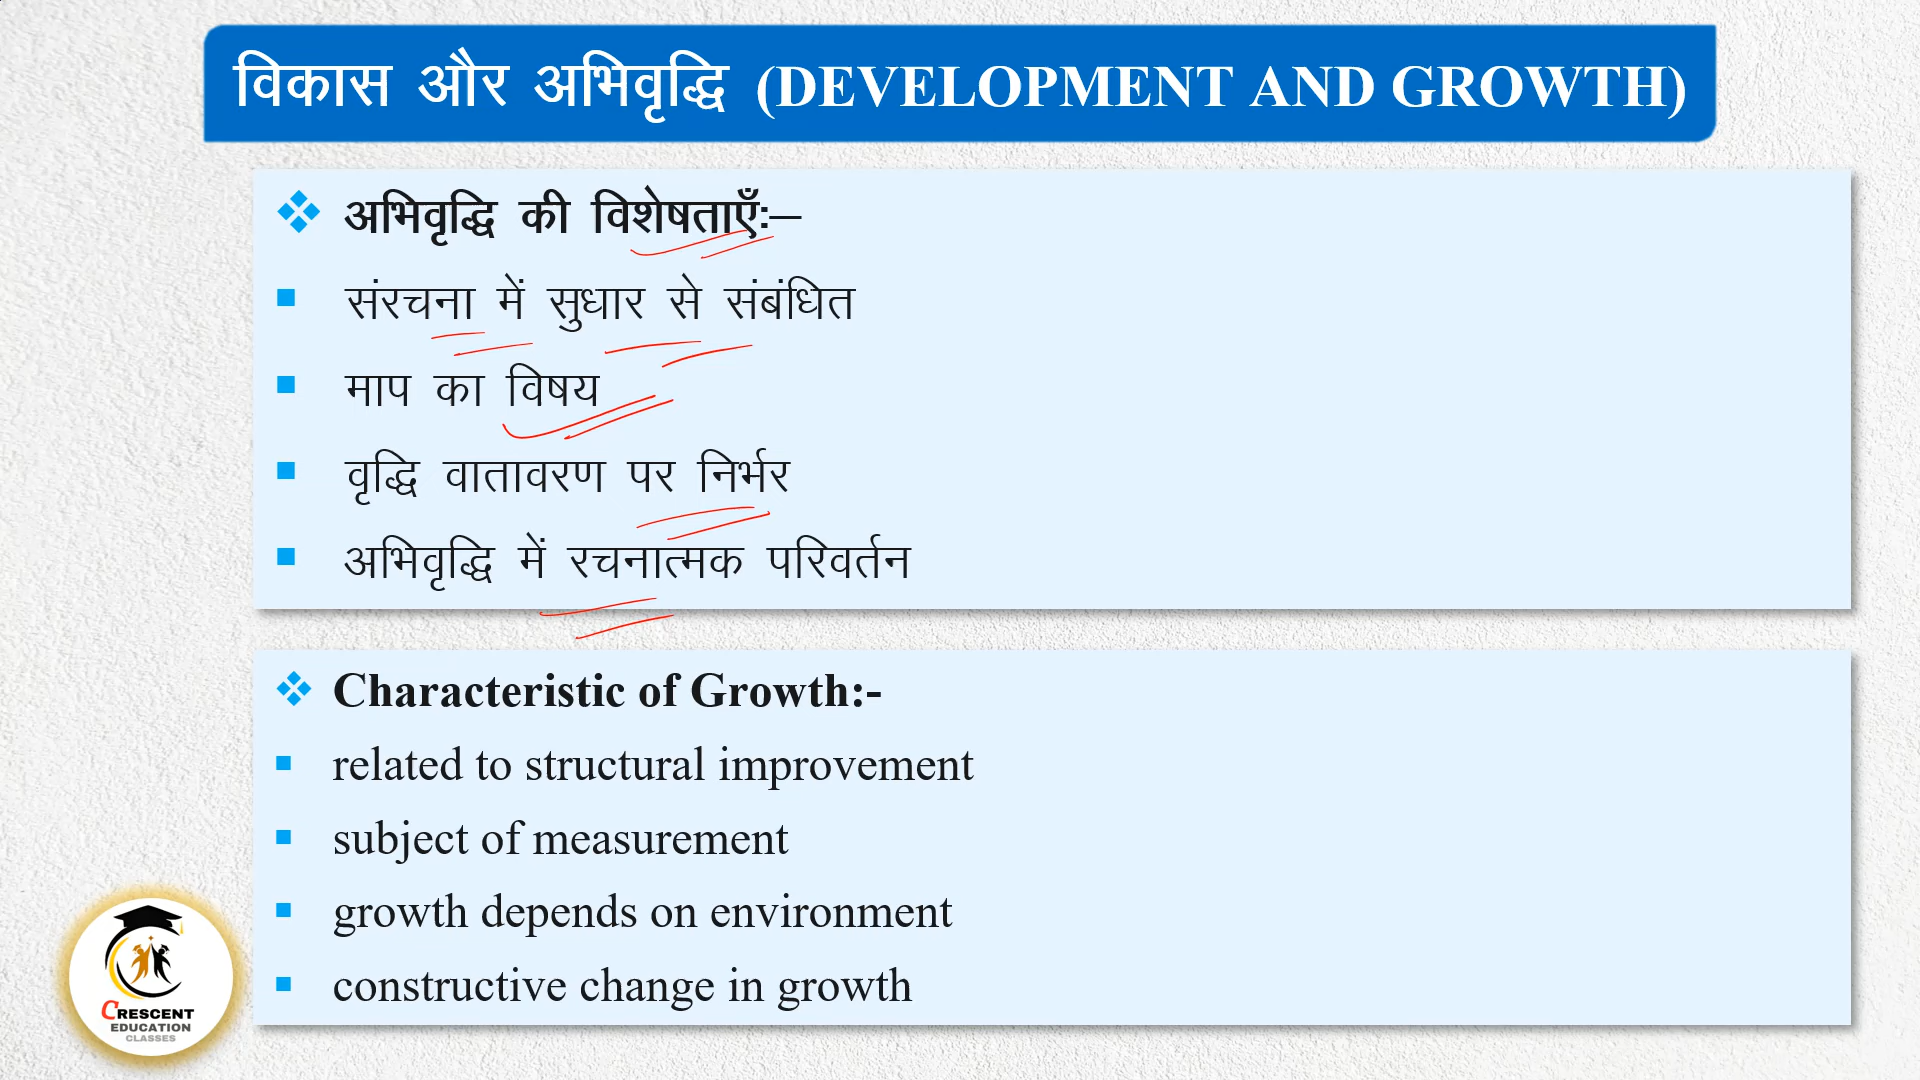 विकास और अभिवृद्धि (DEVELOPMENT AND GROWTH)
अभिवृद्धि की विशेषताएँ:–
संरचना में सुधार से संबंधित
माप का विषय
वृद्धि वातावरण पर निर्भर
अभिवृद्धि में रचनात्मक परिवर्तन
Characteristic of Growth:-
related to structural improvement
subject of measurement
growth depends on environment
constructive change in growth
CRESCENT
EDUCATION
CLASSES